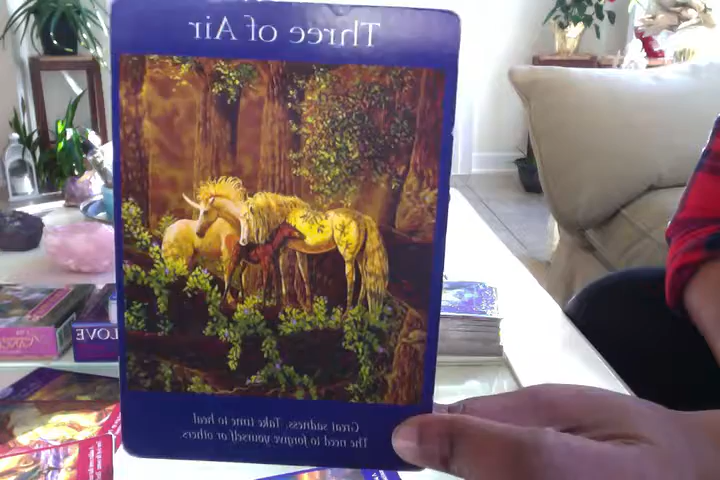 Three of Air
Great sadness. Take time to heal
The need to forgive yourself or others.
LOVE